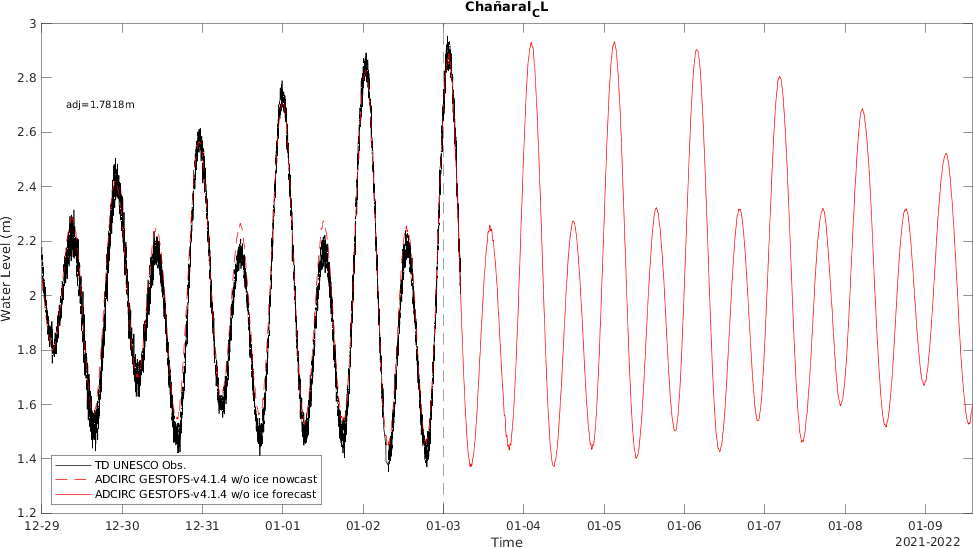 Chañaral_CL
3
2.8
adj=1.7818m
2.6
2.4
2.2
Water Level (m)
2
1.8
1.6
1.4
1.2
TD UNESCO Obs.
ADCIRC GESTOFS-v4.1.4 w/o ice nowcast
ADCIRC GESTOFS-v4.1.4 w/o ice forecast
12-29 12-30 12-31 01-01 01-02 01-03 01-04 01-05 01-06 01-07 01-08 01-09
Time
2021-2022